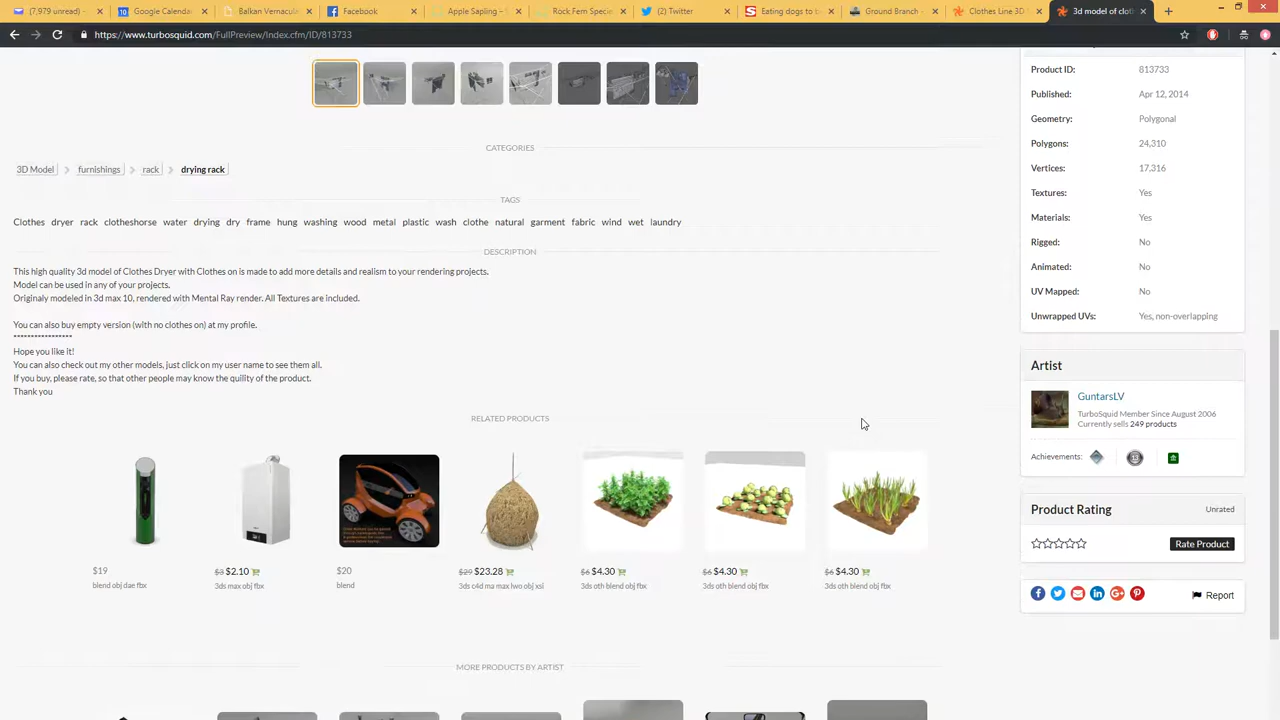 (7,979 unread) -
Google Calenda
Balkan Vernacula
Facebook
Apple Sapling - S
Rock Fern Specie
(2) Twitter
Eating dogs to b
Ground Branch -
Clothes Line 3D
3d model of clot
https://www.turbosquid.com/FullPreview/Index.cfm/ID/813733
Product ID: 813733
Published: Apr 12, 2014
Geometry: Polygonal
Polygons: 24,310
Vertices: 17,316
Textures: Yes
Materials: Yes
Rigged: No
Animated: No
UV Mapped: No
Unwrapped UVs: Yes, non-overlapping
CATEGORIES
3D Model furnishings rack drying rack
TAGS
Clothes dryer rack clotheshorse water drying dry frame hung washing wood metal plastic wash clothe natural garment fabric wind wet laundry
DESCRIPTION
This high quality 3d model of Clothes Dryer with Clothes on is made to add more details and realism to your rendering projects.
Model can be used in any of your projects.
Originaly modeled in 3d max 10, rendered with Mental Ray render. All Textures are included.
You can also buy empty version (with no clothes on) at my profile.
-----------------
Hope you like it!
You can also check out my other models, just click on my user name to see them all.
If you buy, please rate, so that other people may know the quility of the product.
Thank you
Artist
GuntarsLV
TurboSquid Member Since August 2006
Currently sells 249 products
Achievements:
13
Product Rating Unrated
Rate Product
Report
RELATED PRODUCTS
$19
blend obj dae fbx
$3 $2.10
3ds max obj fbx
$20
blend
$29 $23.28
3ds c4d ma max lwo obj xsi
$6 $4.30
3ds oth blend obj fbx
$6 $4.30
3ds oth blend obj fbx
$6 $4.30
3ds oth blend obj fbx
MORE PRODUCTS BY ARTIST